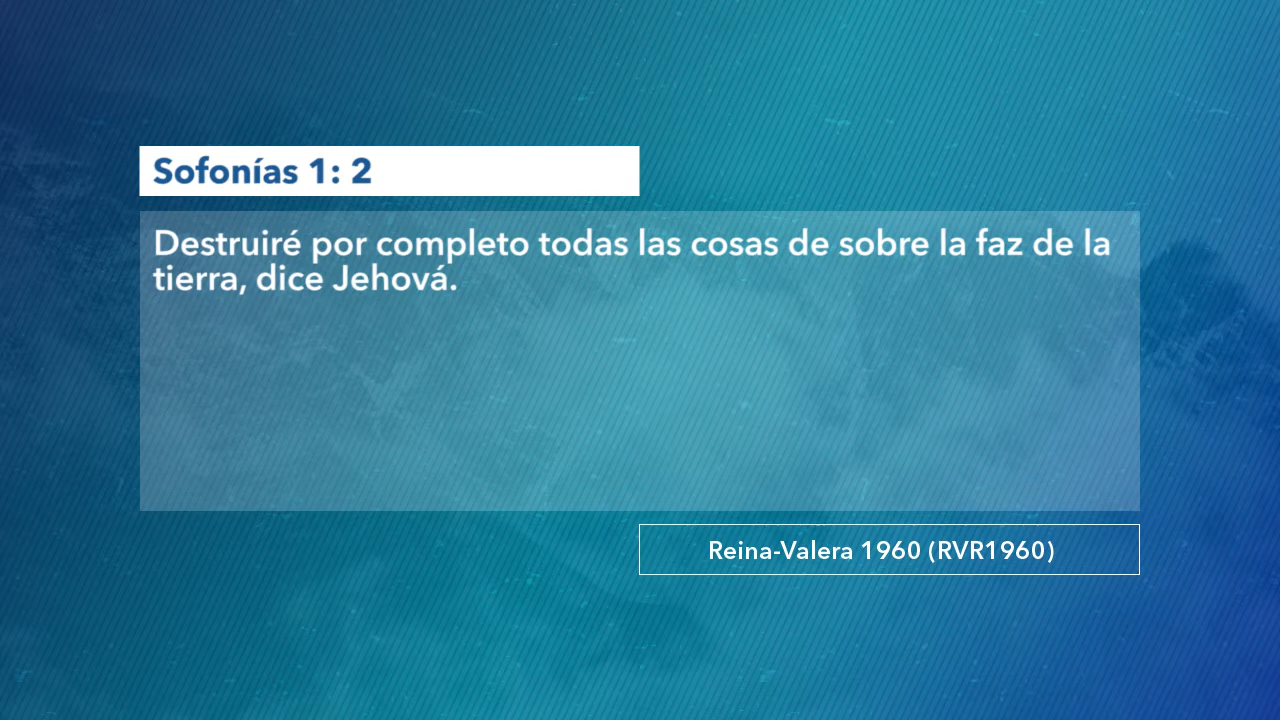 Sofonías 1: 2
Destruiré por completo todas las cosas de sobre la faz de la
tierra, dice Jehová.
Reina-Valera 1960 (RVR1960)